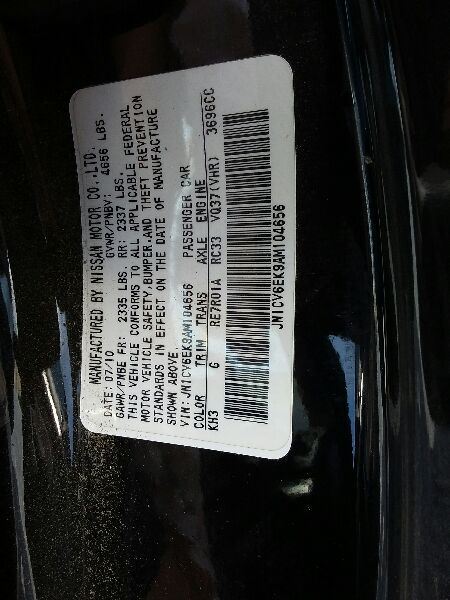 MANUFACTURED BY NISSAN MOTOR CO.,LTD.
DATE: 07/10 GVWR/PNBV: 4656 LBS.
GAWR/PNBE FR: 2335 LBS. RR: 2337 LBS.
THIS VEHICLE CONFORMS TO ALL APPLICABLE FEDERAL
MOTOR VEHICLE SAFETY,BUMPER,AND THEFT PREVENTION
STANDARDS IN EFFECT ON THE DATE OF MANUFACTURE
SHOWN ABOVE.
VIN: JN1CV6EK9AM104656 PASSENGER CAR
COLOR TRIM TRANS AXLE ENGINE
KH3 G RE7R01A RC33 VQ37(VHR) 3696CC
JN1CV6EK9AM104656